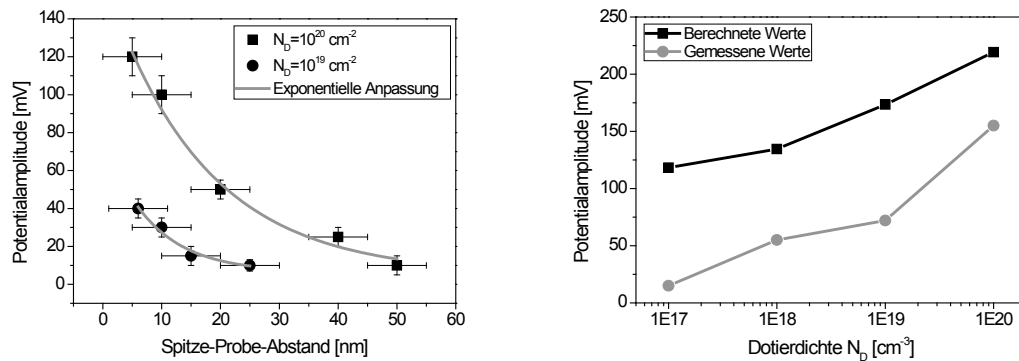 140
120
100
80
60
40
20
0
Potentialamplitude [mV]
N_D=10^20 cm^-2
N_D=10^19 cm^-2
Exponentielle Anpassung
0 10 20 30 40 50 60
Spitze-Probe-Abstand [nm]
250
200
150
100
50
0
Potentialamplitude [mV]
Berechnete Werte
Gemessene Werte
1E17 1E18 1E19 1E20
Dotierdichte N_D [cm^-3]